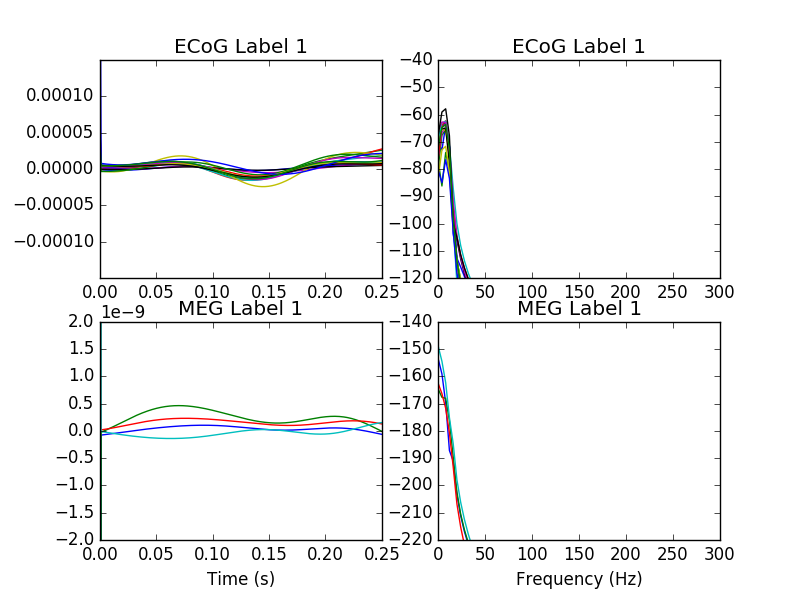 ECoG Label 1
0.00010
0.00005
0.00000
−0.00005
−0.00010
0.00 0.05 0.10 0.15 0.20 0.25
ECoG Label 1
−40
−50
−60
−70
−80
−90
−100
−110
−120
0 50 100 150 200 250 300
1e−9
MEG Label 1
2.0
1.5
1.0
0.5
0.0
−0.5
−1.0
−1.5
−2.0
0.00 0.05 0.10 0.15 0.20 0.25
Time (s)
MEG Label 1
−140
−150
−160
−170
−180
−190
−200
−210
−220
0 50 100 150 200 250 300
Frequency (Hz)